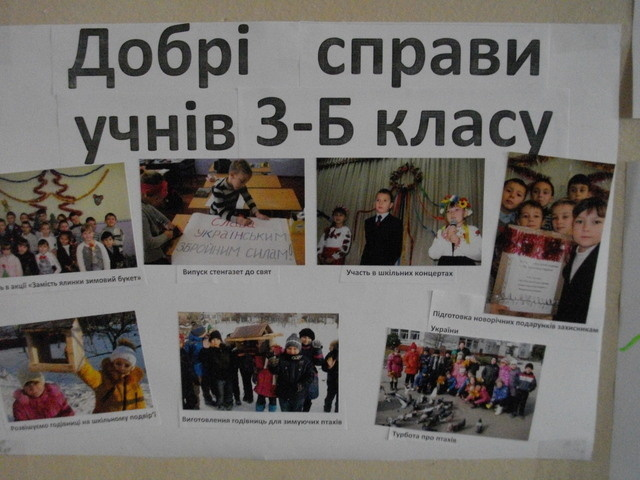 Добрі справи
учнів 3-Б класу
Слава
Українським
Збройним Силам!
ь в акції «Замість ялинки зимовий букет»
Випуск стенгазет до свят
Участь в шкільних концертах
Підготовка новорічних подарунків захисникам
України
Розвішуємо годівниці на шкільному подвір'ї
Виготовлення годівниць для зимуючих птахів
Турбота про птахів